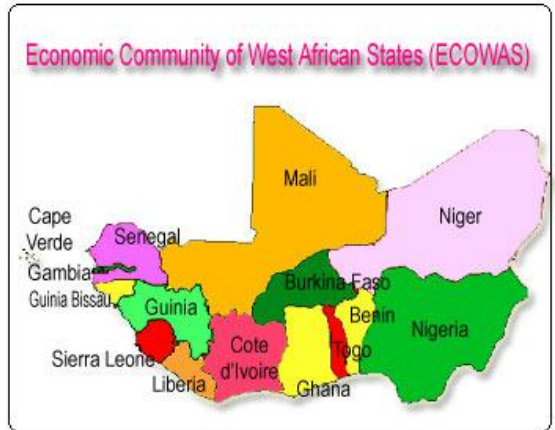 Economic Community of West African States (ECOWAS)
Mali
Niger
Cape
Verde
Senegal
Gambia
Guinia Bissau
Guinia
Burkina Faso
Benin
Nigeria
Togo
Sierra Leone
Cote
d'Ivoire
Liberia
Ghana